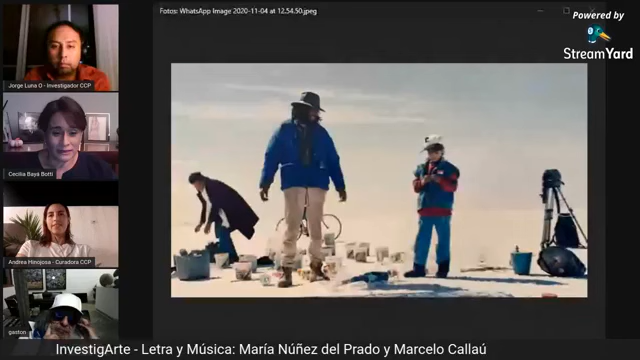 Fotos: WhatsApp Image 2020-11-04 at 12.54.50.jpeg
Powered by
StreamYard
Jorge Luna O - Investigador CCP
Cecilia Baya Botti
Andrea Hinojosa - Curadora CCP
gaston
InvestigArte - Letra y Música: María Núñez del Prado y Marcelo Callaú